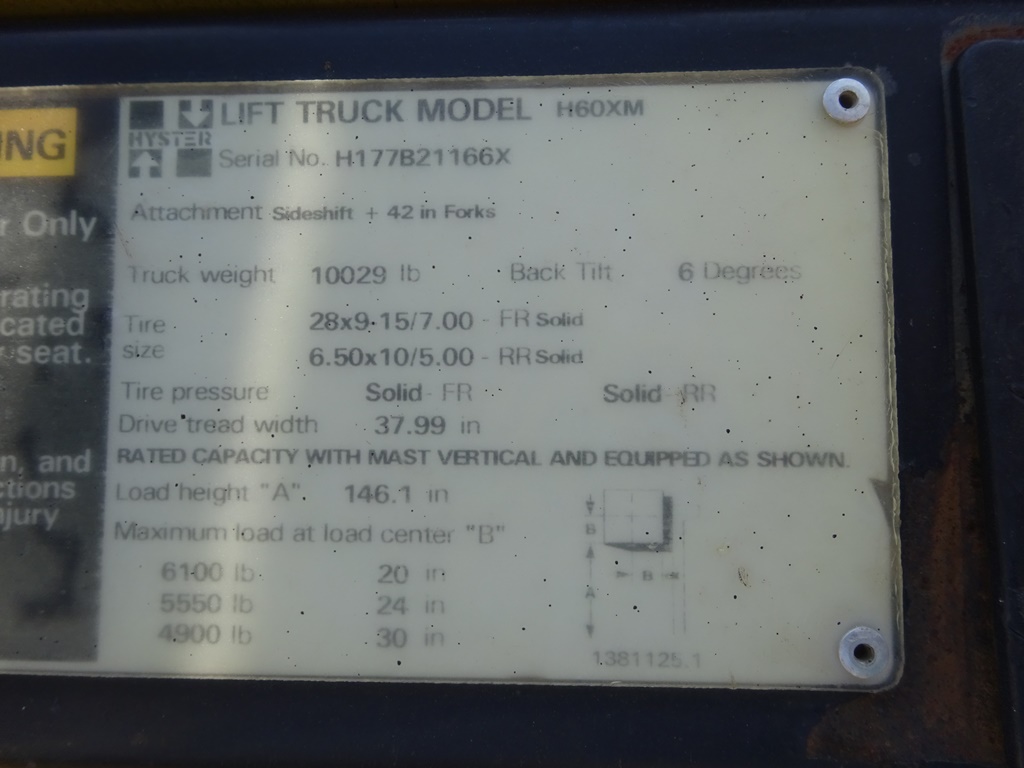 ING
r Only
rating
cated
seat.
n, and
ctions
njury
HYSTER
LIFT TRUCK MODEL H60XM
Serial No. H177B21166X
Attachment Sideshift + 42 in Forks
Truck weight 10029 lb Back Tilt 6 Degrees
Tire size
28x9-15/7.00 - FR Solid
6.50x10/5.00 - RR Solid
Tire pressure Solid - FR Solid - RR
Drive tread width 37.99 in
RATED CAPACITY WITH MAST VERTICAL AND EQUIPPED AS SHOWN.
Load height "A" 146.1 in
Maximum load at load center "B"
6100 lb 20 in
5550 lb 24 in
4900 lb 30 in
B
B
A
1381125.1